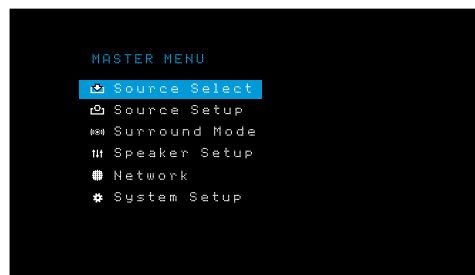 MASTER MENU
Source Select
Source Setup
Surround Mode
Speaker Setup
Network
System Setup